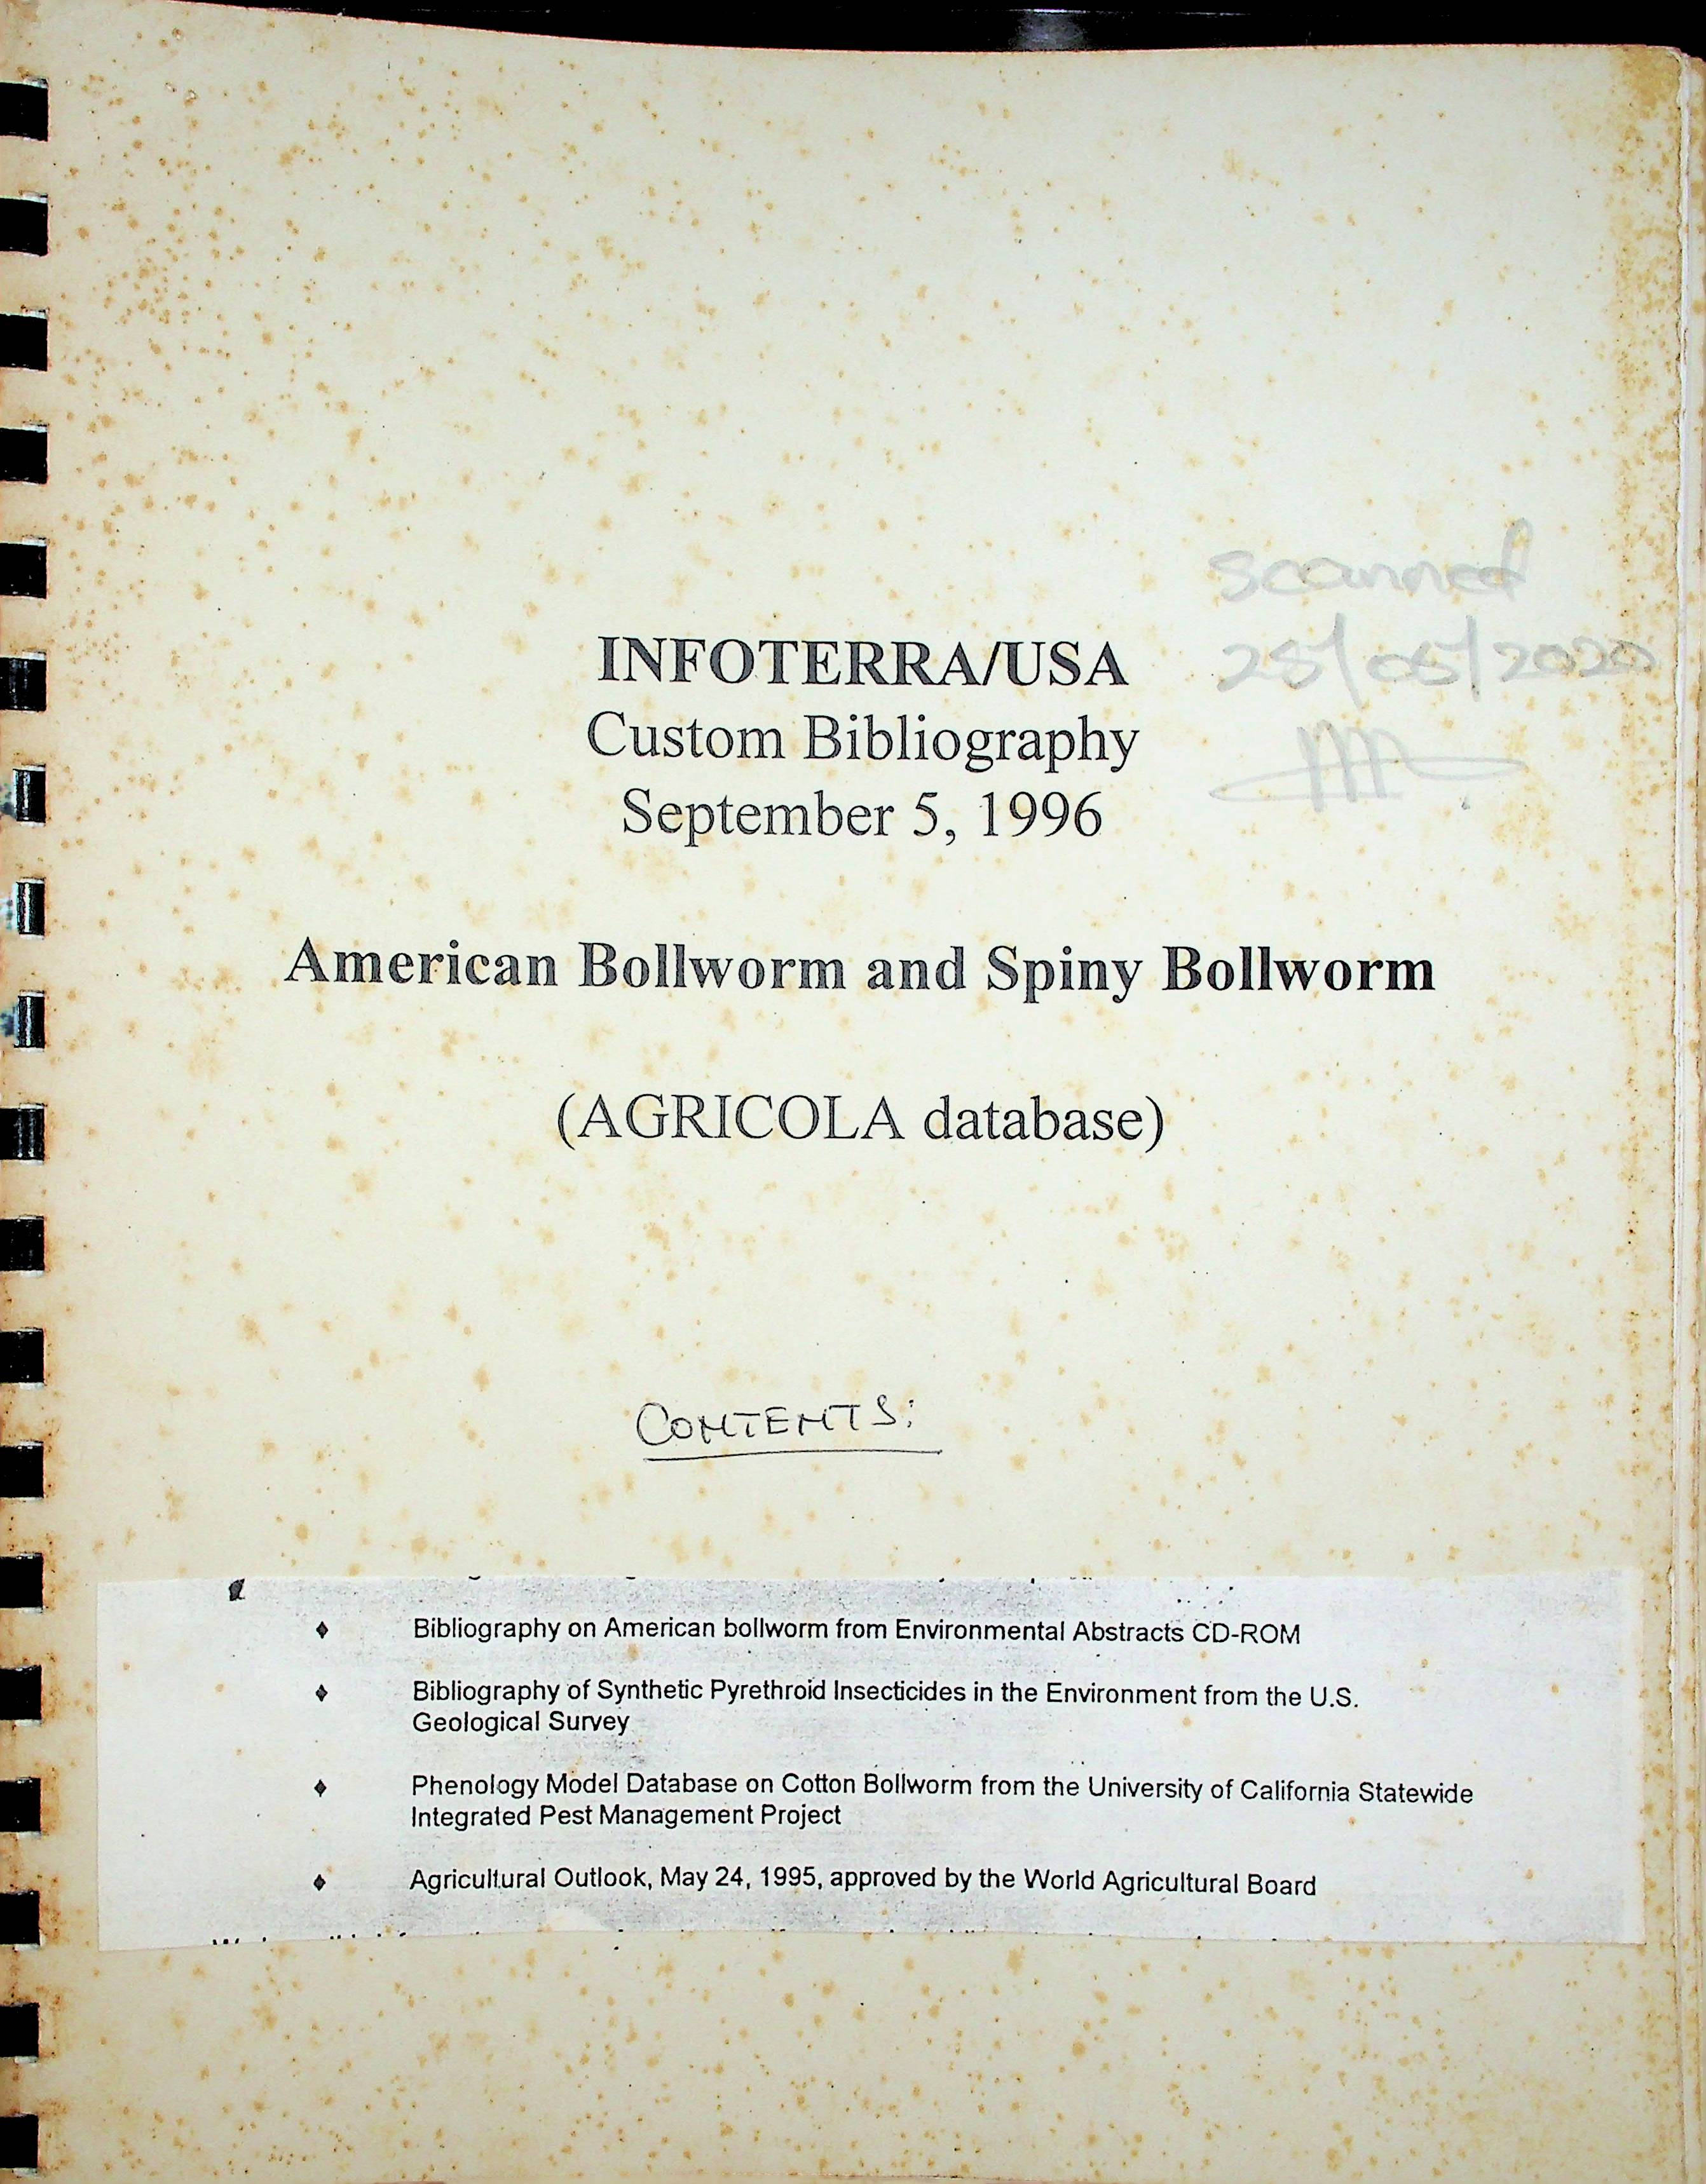 scanned
INFOTERRA/USA
28/05/2020
Custom Bibliography
September 5, 1996
American Bollworm and Spiny Bollworm
(AGRICOLA database)
CONTENTS:
♦ Bibliography on American bollworm from Environmental Abstracts CD-ROM
♦ Bibliography of Synthetic Pyrethroid Insecticides in the Environment from the U.S.
Geological Survey
♦ Phenology Model Database on Cotton Bollworm from the University of California Statewide
Integrated Pest Management Project
♦ Agricultural Outlook, May 24, 1995, approved by the World Agricultural Board